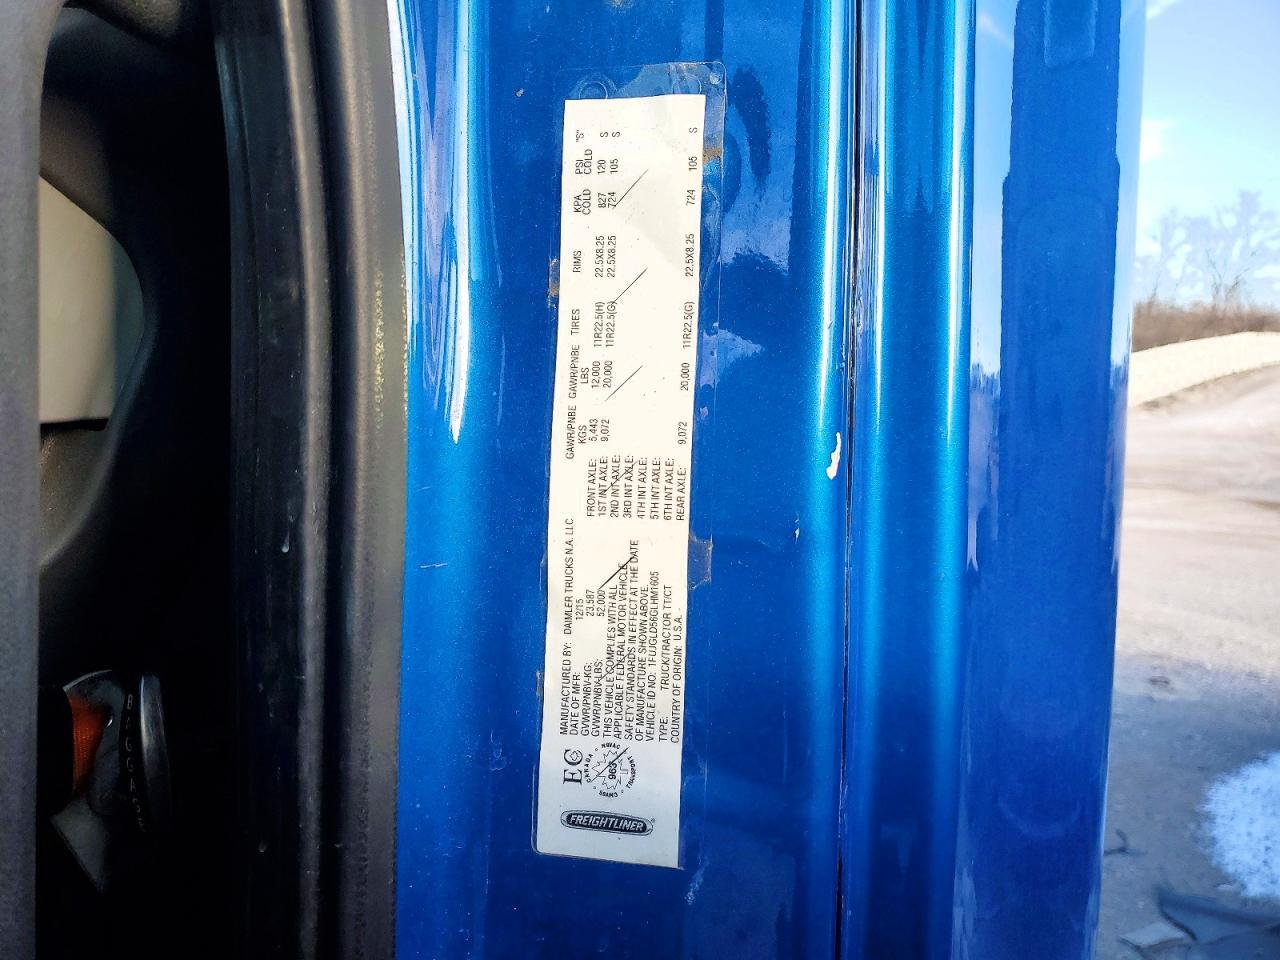 FREIGHTLINER
EC
CANADA
963
TRANSPORT
MANUFACTURED BY: DAIMLER TRUCKS N.A. LLC
DATE OF MFR: 12/15
GVWR/PNBV-KG: 23,587
GVWR/PNBV-LBS: 52,000
THIS VEHICLE COMPLIES WITH ALL
APPLICABLE FEDERAL MOTOR VEHICLE
SAFETY STANDARDS IN EFFECT AT THE DATE
OF MANUFACTURE SHOWN ABOVE.
VEHICLE ID NO: 1FUJGLD56GLHM1605
TYPE: TRUCK/TRACTOR TT/CT
COUNTRY OF ORIGIN: U.S.A.
GAWR/PNBE GAWR/PNBE TIRES RIMS KPA PSI "S"
KGS LBS COLD COLD
FRONT AXLE: 5,443 12,000 11R22.5(H) 22.5X8.25 827 120 S
1ST INT AXLE: 9,072 20,000 11R22.5(G) 22.5X8.25 724 105 S
2ND INT AXLE:
3RD INT AXLE:
4TH INT AXLE:
5TH INT AXLE:
6TH INT AXLE:
REAR AXLE: 9,072 20,000 11R22.5(G) 22.5X8.25 724 105 S